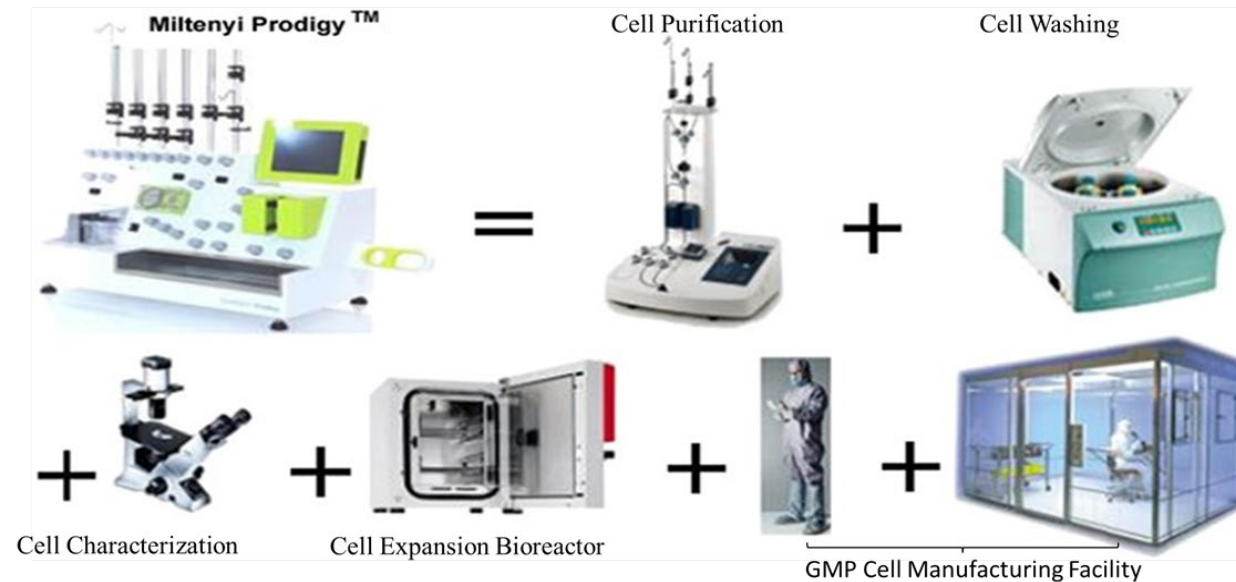 Miltenyi Prodigy TM
Cell Purification
Cell Washing
Cell Characterization
Cell Expansion Bioreactor
GMP Cell Manufacturing Facility